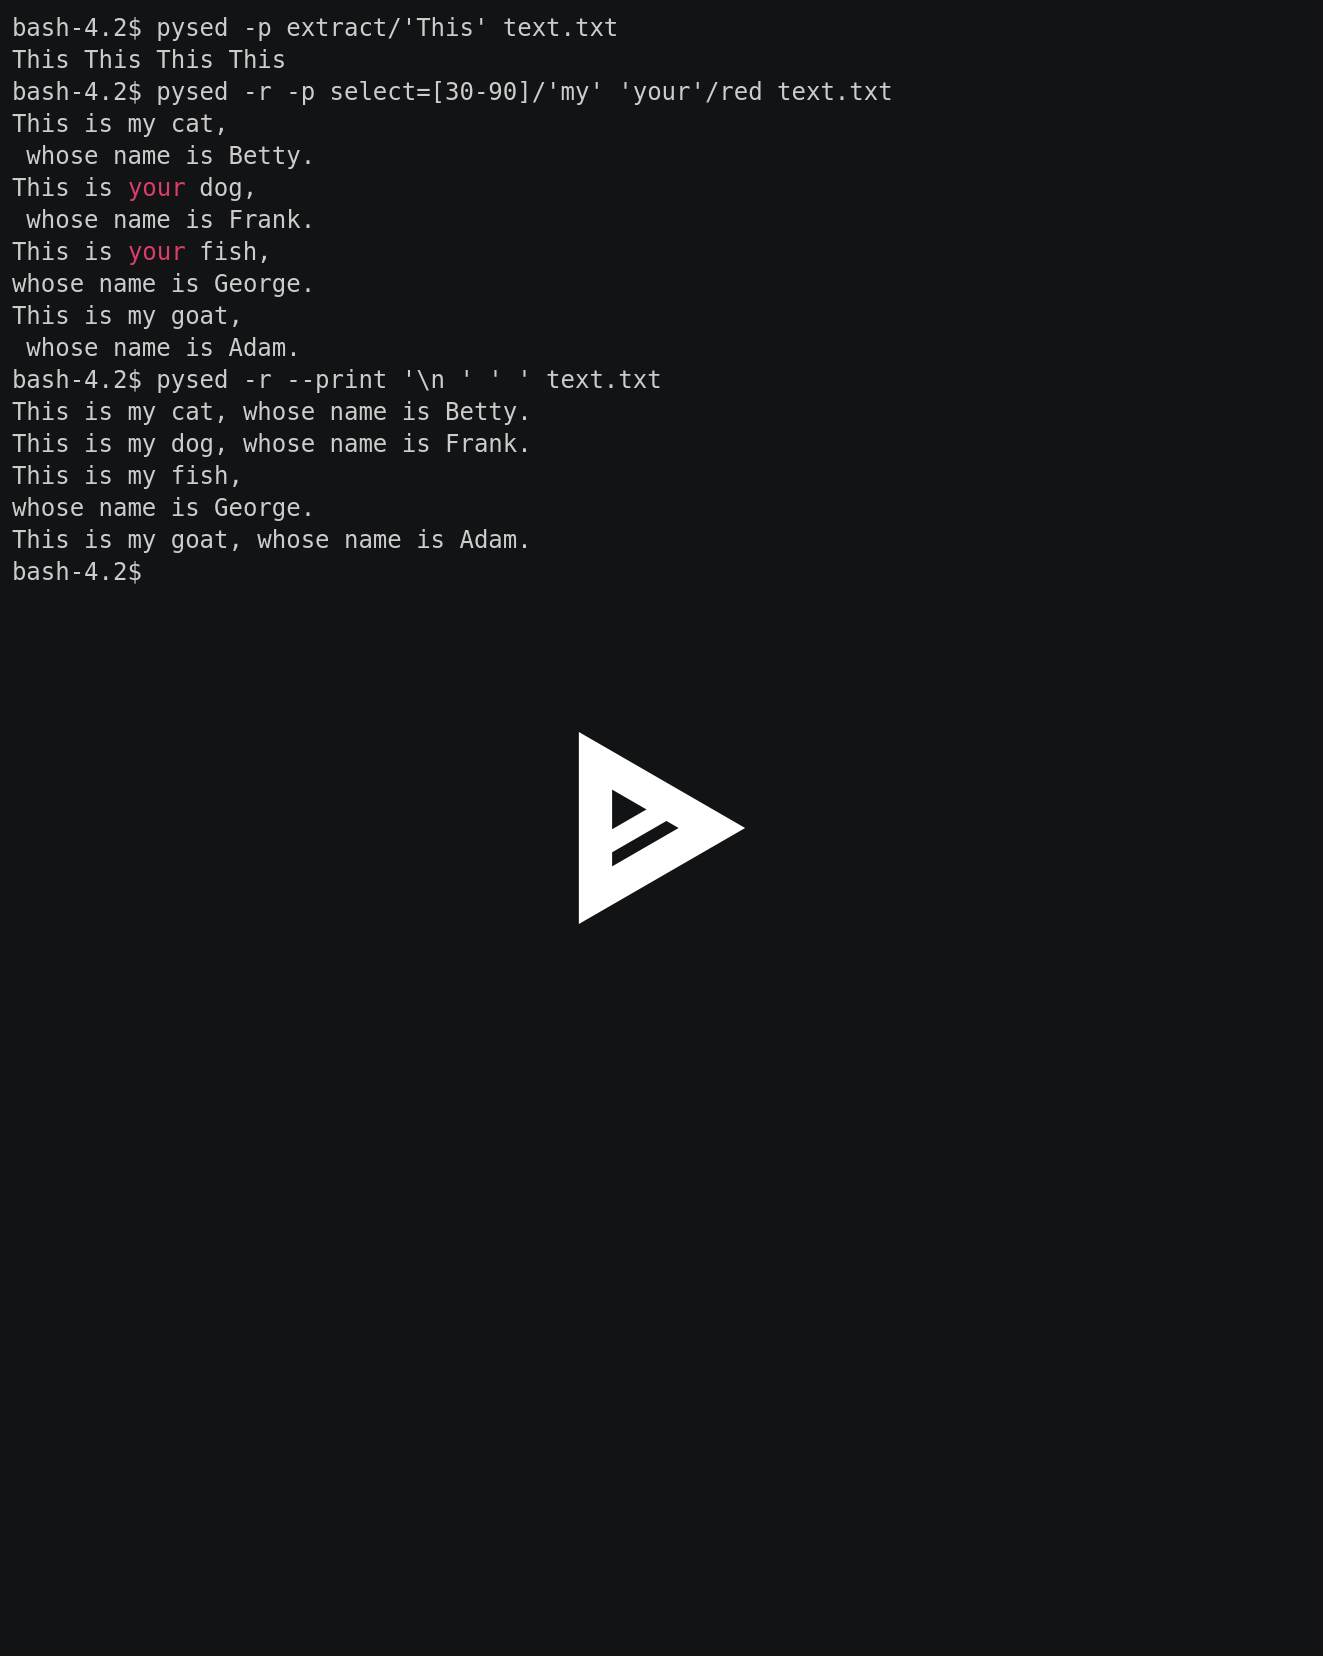 bash-4.2$ pysed -p extract/'This' text.txt
This This This This
bash-4.2$ pysed -r -p select=[30-90]/'my' 'your'/red text.txt
This is my cat,
 whose name is Betty.
This is your dog,
 whose name is Frank.
This is your fish,
whose name is George.
This is my goat,
 whose name is Adam.
bash-4.2$ pysed -r --print '\n ' ' ' text.txt
This is my cat, whose name is Betty.
This is my dog, whose name is Frank.
This is my fish,
whose name is George.
This is my goat, whose name is Adam.
bash-4.2$